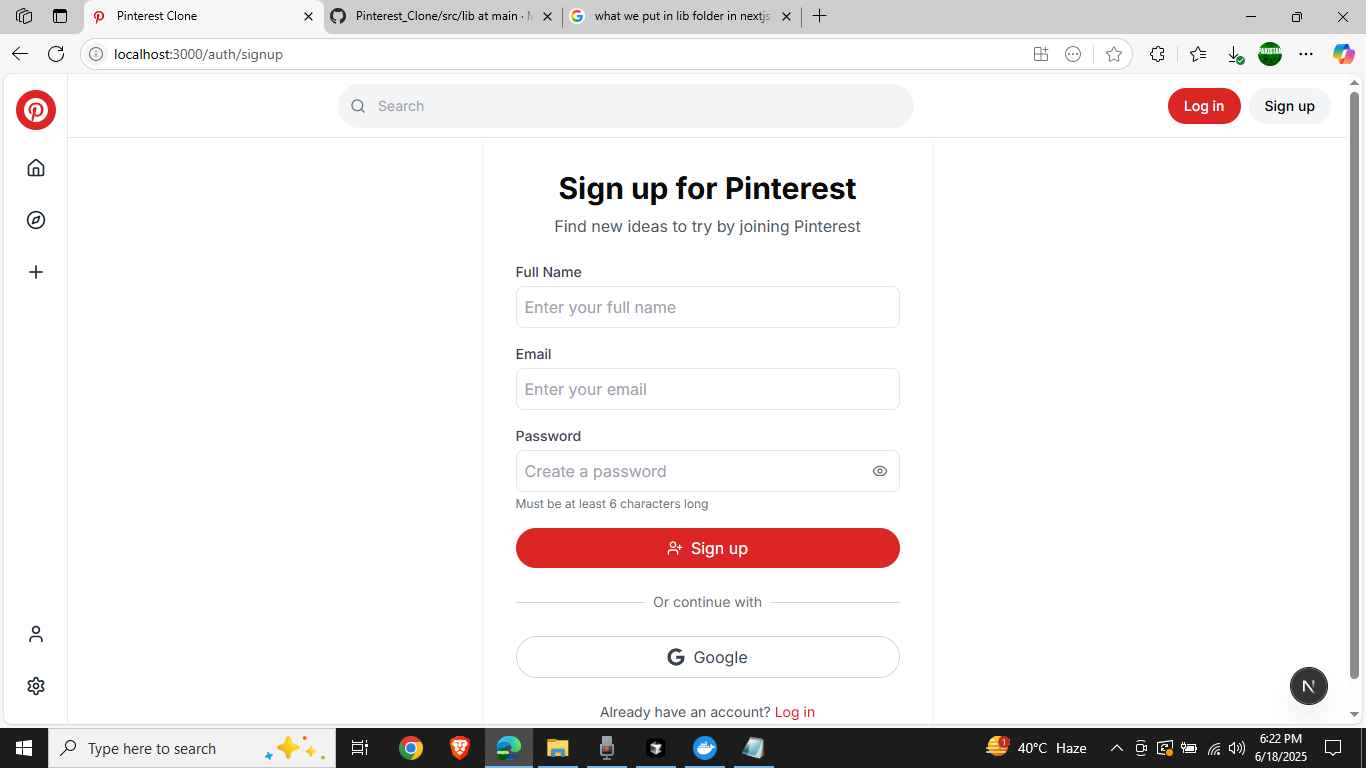 Pinterest Clone
Pinterest_Clone/src/lib at main ·
what we put in lib folder in nextjs
localhost:3000/auth/signup
Search
Log in
Sign up
Sign up for Pinterest
Find new ideas to try by joining Pinterest
Full Name
Enter your full name
Email
Enter your email
Password
Create a password
Must be at least 6 characters long
Sign up
Or continue with
Google
Already have an account? Log in
N
Type here to search
1
40°C Haze
6:22 PM
6/18/2025